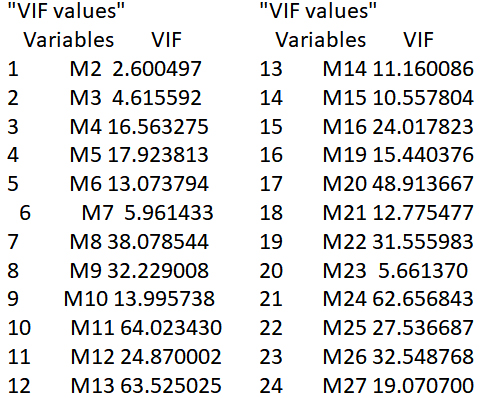 "VIF values"
Variables VIF
1 M2 2.600497
2 M3 4.615592
3 M4 16.563275
4 M5 17.923813
5 M6 13.073794
6 M7 5.961433
7 M8 38.078544
8 M9 32.229008
9 M10 13.995738
10 M11 64.023430
11 M12 24.870002
12 M13 63.525025
"VIF values"
Variables VIF
13 M14 11.160086
14 M15 10.557804
15 M16 24.017823
16 M19 15.440376
17 M20 48.913667
18 M21 12.775477
19 M22 31.555983
20 M23 5.661370
21 M24 62.656843
22 M25 27.536687
23 M26 32.548768
24 M27 19.070700